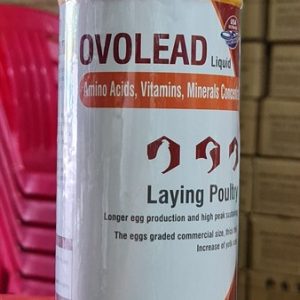 OVOLEAD
Liquid
Amino Acids, Vitamins, Minerals
Laying Poultry
Longer egg production and high peak
The eggs graded commercial size,
Increase of